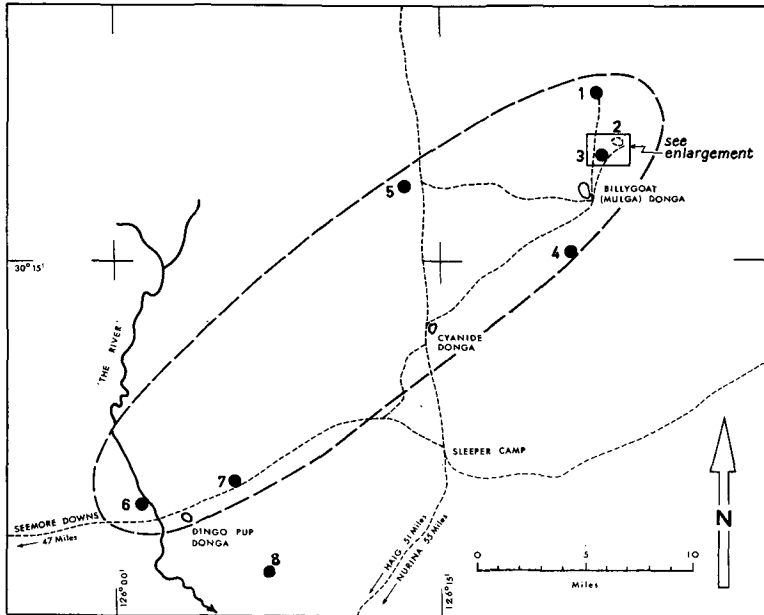 1
2
see
enlargement
3
BILLYGOAT
(MULGA) DONGA
5
4
30° 15'
'THE RIVER'
CYANIDE
DONGA
SLEEPER CAMP
7
6
SEEMORE DOWNS
47 Miles
DINGO PUP
DONGA
8
HAIG 51 Miles
NURINA 55 Miles
N
0 5 10
Miles
126° 00'
126° 15'